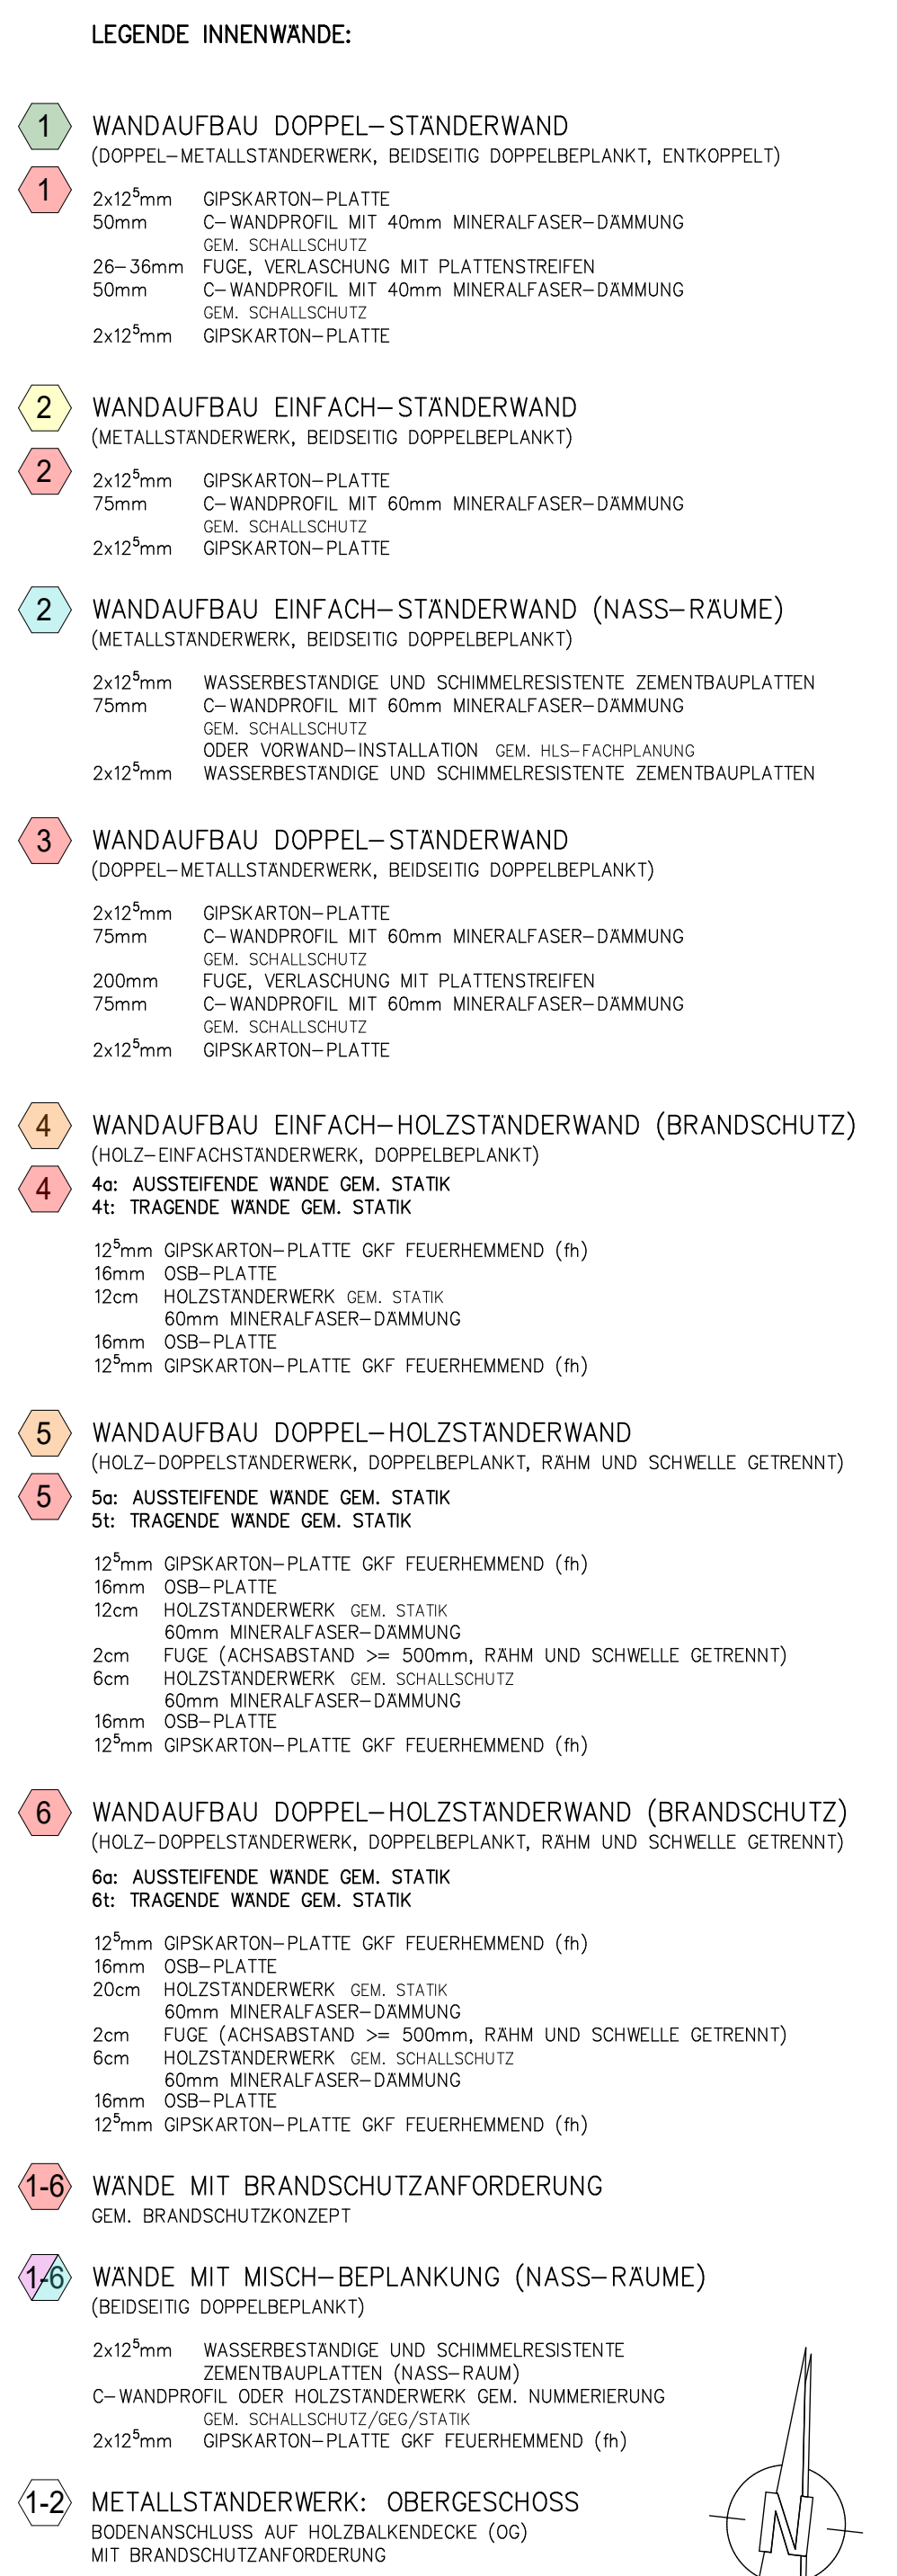 LEGENDE INNENWÄNDE:
1 WANDAUFBAU DOPPEL-STÄNDERWAND
(DOPPEL-METALLSTÄNDERWERK, BEIDSEITIG DOPPELBEPLANKT, ENTKOPPELT)
1
2x12⁵mm GIPSKARTON-PLATTE
50mm C-WANDPROFIL MIT 40mm MINERALFASER-DÄMMUNG
GEM. SCHALLSCHUTZ
26-36mm FUGE, VERLASCHUNG MIT PLATTENSTREIFEN
50mm C-WANDPROFIL MIT 40mm MINERALFASER-DÄMMUNG
GEM. SCHALLSCHUTZ
2x12⁵mm GIPSKARTON-PLATTE
2 WANDAUFBAU EINFACH-STÄNDERWAND
(METALLSTÄNDERWERK, BEIDSEITIG DOPPELBEPLANKT)
2
2x12⁵mm GIPSKARTON-PLATTE
75mm C-WANDPROFIL MIT 60mm MINERALFASER-DÄMMUNG
GEM. SCHALLSCHUTZ
2x12⁵mm GIPSKARTON-PLATTE
2 WANDAUFBAU EINFACH-STÄNDERWAND (NASS-RÄUME)
(METALLSTÄNDERWERK, BEIDSEITIG DOPPELBEPLANKT)
2x12⁵mm WASSERBESTÄNDIGE UND SCHIMMELRESISTENTE ZEMENTBAUPLATTEN
75mm C-WANDPROFIL MIT 60mm MINERALFASER-DÄMMUNG
GEM. SCHALLSCHUTZ
ODER VORWAND-INSTALLATION GEM. HLS-FACHPLANUNG
2x12⁵mm WASSERBESTÄNDIGE UND SCHIMMELRESISTENTE ZEMENTBAUPLATTEN
3 WANDAUFBAU DOPPEL-STÄNDERWAND
(DOPPEL-METALLSTÄNDERWERK, BEIDSEITIG DOPPELBEPLANKT)
2x12⁵mm GIPSKARTON-PLATTE
75mm C-WANDPROFIL MIT 60mm MINERALFASER-DÄMMUNG
GEM. SCHALLSCHUTZ
200mm FUGE, VERLASCHUNG MIT PLATTENSTREIFEN
75mm C-WANDPROFIL MIT 60mm MINERALFASER-DÄMMUNG
GEM. SCHALLSCHUTZ
2x12⁵mm GIPSKARTON-PLATTE
4 WANDAUFBAU EINFACH-HOLZSTÄNDERWAND (BRANDSCHUTZ)
(HOLZ-EINFACHSTÄNDERWERK, DOPPELBEPLANKT)
4 4a: AUSSTEIFENDE WÄNDE GEM. STATIK
4t: TRAGENDE WÄNDE GEM. STATIK
12⁵mm GIPSKARTON-PLATTE GKF FEUERHEMMEND (fh)
16mm OSB-PLATTE
12cm HOLZSTÄNDERWERK GEM. STATIK
60mm MINERALFASER-DÄMMUNG
16mm OSB-PLATTE
12⁵mm GIPSKARTON-PLATTE GKF FEUERHEMMEND (fh)
5 WANDAUFBAU DOPPEL-HOLZSTÄNDERWAND
(HOLZ-DOPPELSTÄNDERWERK, DOPPELBEPLANKT, RÄHM UND SCHWELLE GETRENNT)
5 5a: AUSSTEIFENDE WÄNDE GEM. STATIK
5t: TRAGENDE WÄNDE GEM. STATIK
12⁵mm GIPSKARTON-PLATTE GKF FEUERHEMMEND (fh)
16mm OSB-PLATTE
12cm HOLZSTÄNDERWERK GEM. STATIK
60mm MINERALFASER-DÄMMUNG
2cm FUGE (ACHSABSTAND >= 500mm, RÄHM UND SCHWELLE GETRENNT)
6cm HOLZSTÄNDERWERK GEM. SCHALLSCHUTZ
60mm MINERALFASER-DÄMMUNG
16mm OSB-PLATTE
12⁵mm GIPSKARTON-PLATTE GKF FEUERHEMMEND (fh)
6 WANDAUFBAU DOPPEL-HOLZSTÄNDERWAND (BRANDSCHUTZ)
(HOLZ-DOPPELSTÄNDERWERK, DOPPELBEPLANKT, RÄHM UND SCHWELLE GETRENNT)
6a: AUSSTEIFENDE WÄNDE GEM. STATIK
6t: TRAGENDE WÄNDE GEM. STATIK
12⁵mm GIPSKARTON-PLATTE GKF FEUERHEMMEND (fh)
16mm OSB-PLATTE
20cm HOLZSTÄNDERWERK GEM. STATIK
60mm MINERALFASER-DÄMMUNG
2cm FUGE (ACHSABSTAND >= 500mm, RÄHM UND SCHWELLE GETRENNT)
6cm HOLZSTÄNDERWERK GEM. SCHALLSCHUTZ
60mm MINERALFASER-DÄMMUNG
16mm OSB-PLATTE
12⁵mm GIPSKARTON-PLATTE GKF FEUERHEMMEND (fh)
1-6 WÄNDE MIT BRANDSCHUTZANFORDERUNG
GEM. BRANDSCHUTZKONZEPT
1-6 WÄNDE MIT MISCH-BEPLANKUNG (NASS-RÄUME)
(BEIDSEITIG DOPPELBEPLANKT)
2x12⁵mm WASSERBESTÄNDIGE UND SCHIMMELRESISTENTE
ZEMENTBAUPLATTEN (NASS-RAUM)
C-WANDPROFIL ODER HOLZSTÄNDERWERK GEM. NUMMERIERUNG
GEM. SCHALLSCHUTZ/GEG/STATIK
2x12⁵mm GIPSKARTON-PLATTE GKF FEUERHEMMEND (fh)
1-2 METALLSTÄNDERWERK: OBERGESCHOSS
BODENANSCHLUSS AUF HOLZBALKENDECKE (OG)
MIT BRANDSCHUTZANFORDERUNG
N